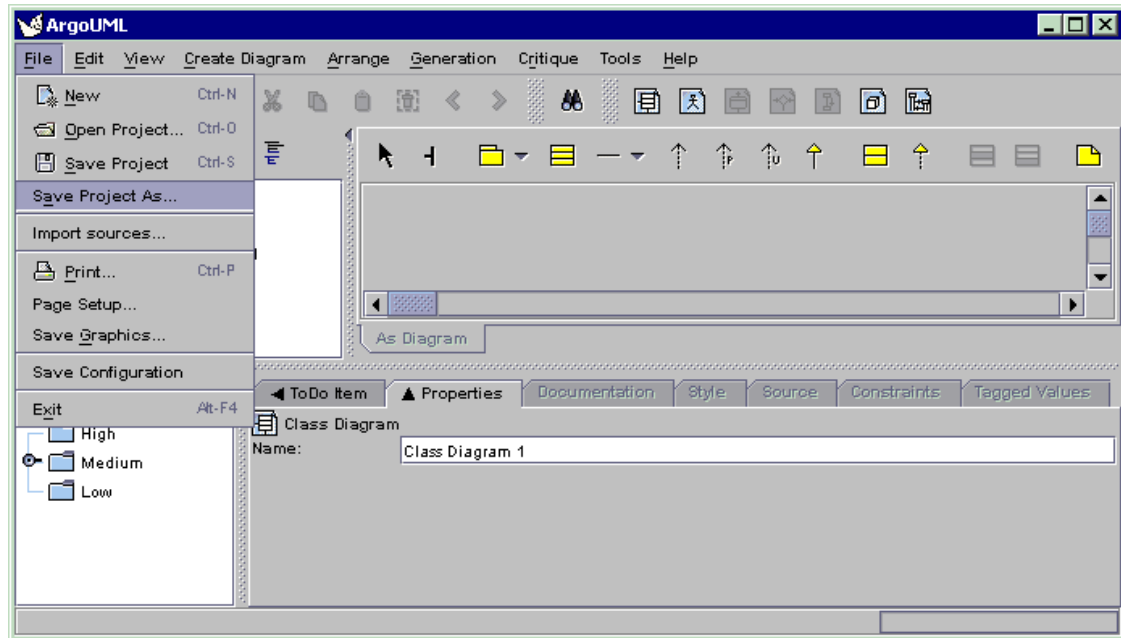 ArgoUML
File Edit View Create Diagram Arrange Generation Critique Tools Help
New Ctrl-N
Open Project... Ctrl-O
Save Project Ctrl-S
Save Project As...
Import sources...
Print... Ctrl-P
Page Setup...
Save Graphics...
As Diagram
Save Configuration
ToDo Item Properties Documentation Style Source Constraints Tagged Values
Exit Alt-F4
Class Diagram
High
Name: Class Diagram 1
Medium
Low